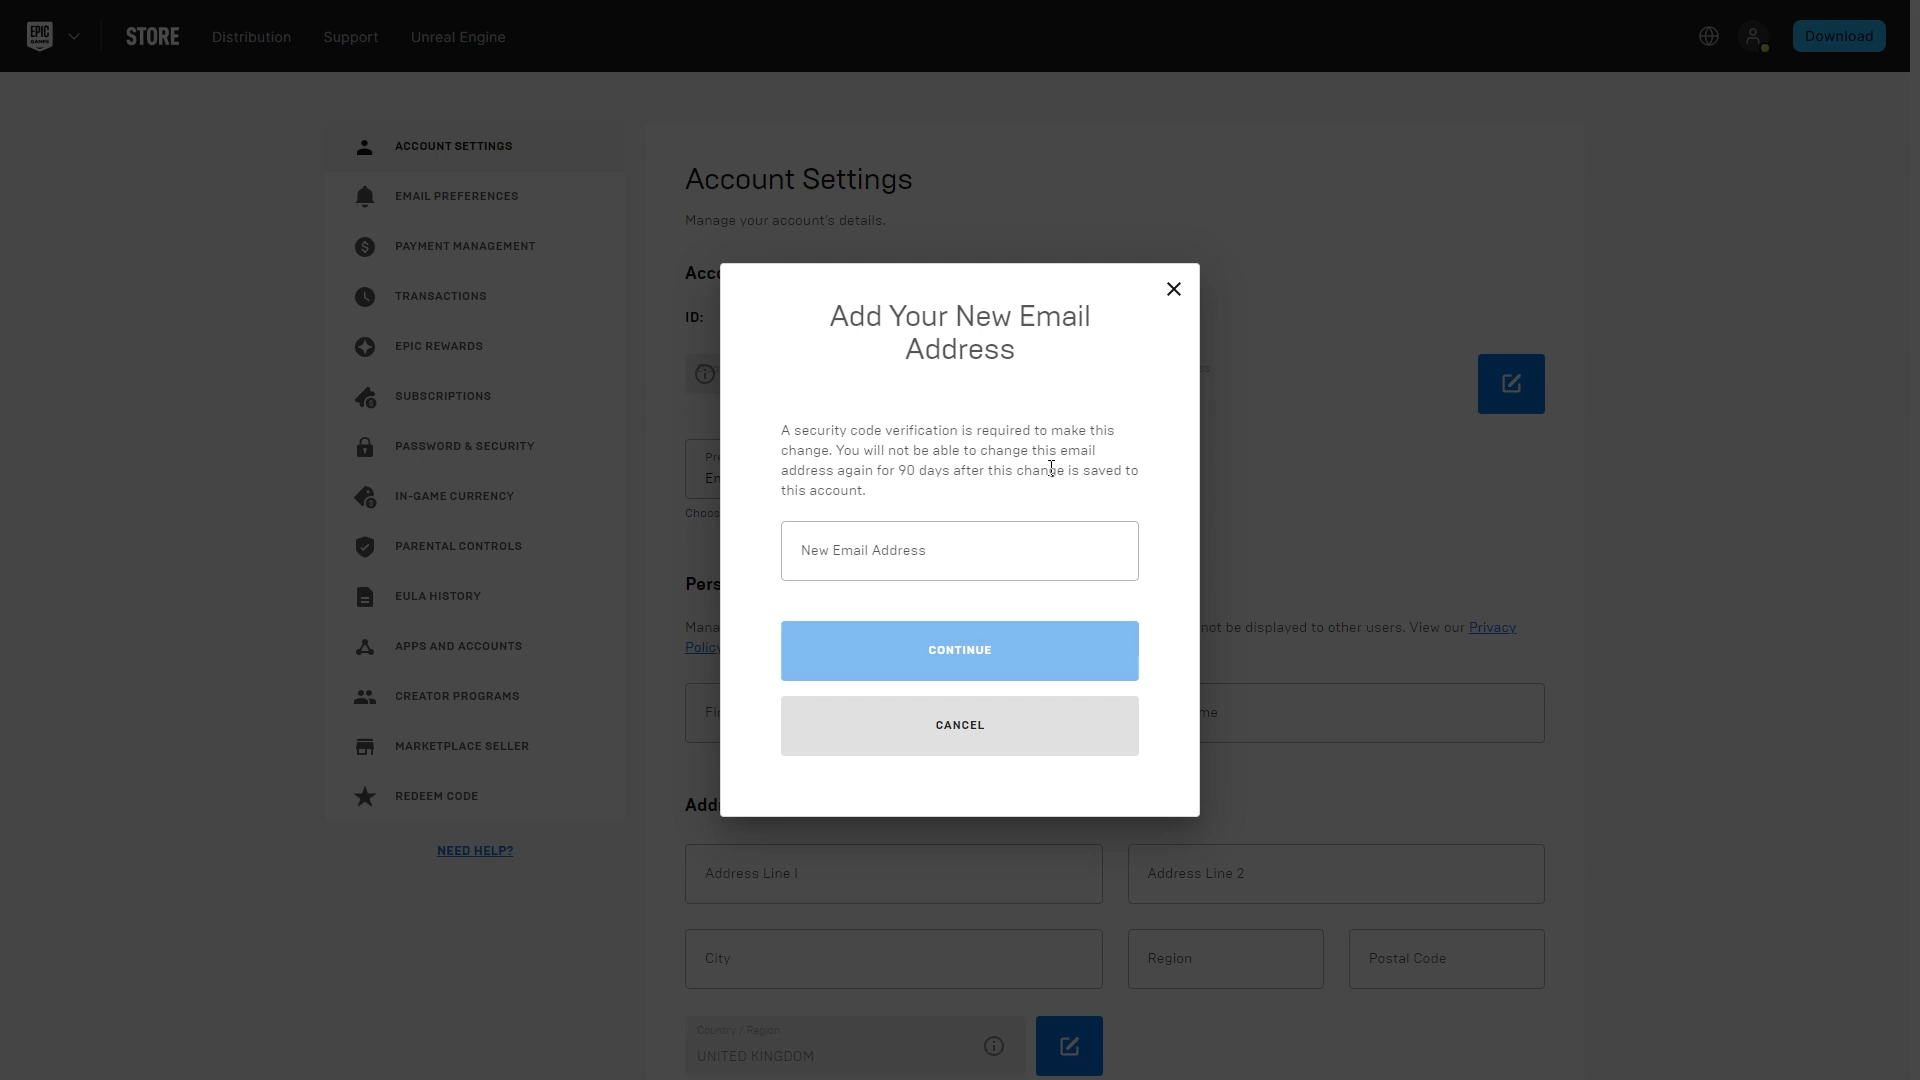 EPIC GAMES
STORE
Distribution
Support
Unreal Engine
Download
ACCOUNT SETTINGS
EMAIL PREFERENCES
PAYMENT MANAGEMENT
TRANSACTIONS
EPIC REWARDS
SUBSCRIPTIONS
PASSWORD & SECURITY
IN-GAME CURRENCY
PARENTAL CONTROLS
EULA HISTORY
APPS AND ACCOUNTS
CREATOR PROGRAMS
MARKETPLACE SELLER
REDEEM CODE
NEED HELP?
Account Settings
Manage your account's details.
ID:
Add Your New Email
Address
A security code verification is required to make this
change. You will not be able to change this email
address again for 90 days after this change is saved to
this account.
New Email Address
CONTINUE
CANCEL
not be displayed to other users. View our Privacy
Policy
Address Line 1
Address Line 2
City
Region
Postal Code
Country / Region
UNITED KINGDOM